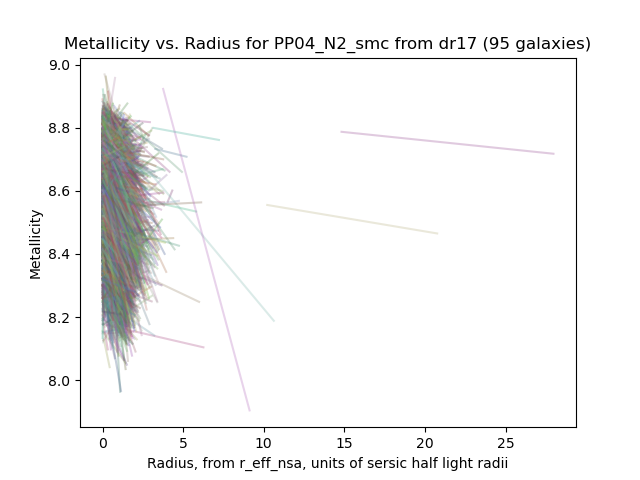 Metallicity vs. Radius for PP04_N2_smc from dr17 (95 galaxies)
9.0
8.8
8.6
8.4
8.2
8.0
Metallicity
0 5 10 15 20 25
Radius, from r_eff_nsa, units of sersic half light radii